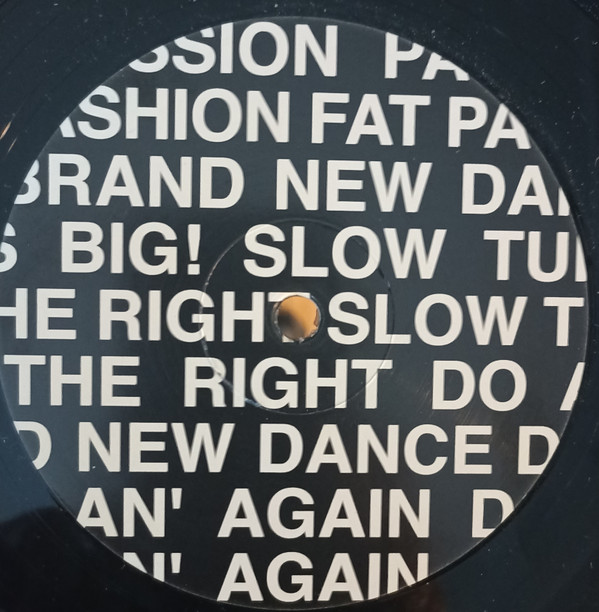 SSION PA
ASHION FAT PA
BRAND NEW DAN
S BIG! SLOW TU
HE RIGHT SLOW T
THE RIGHT DO A
D NEW DANCE D
AN' AGAIN D
N' AGAIN